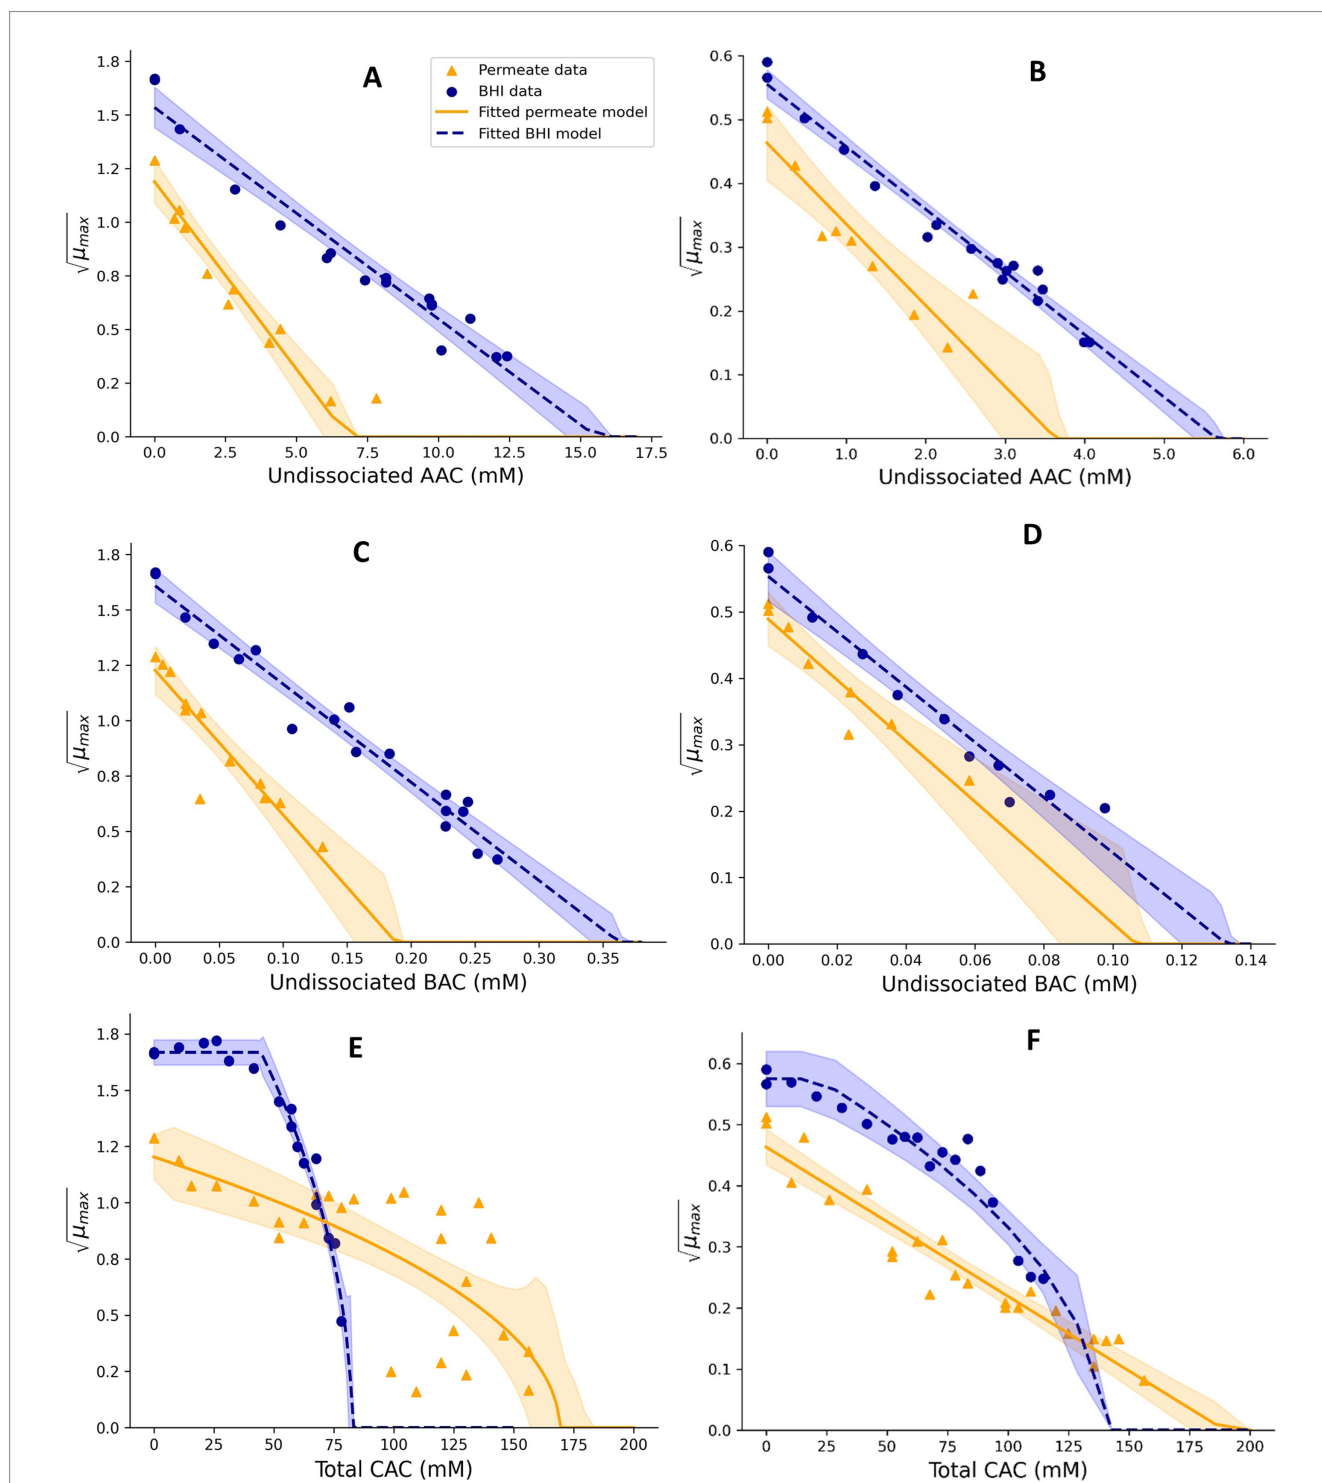 A
Permeate data
BHI data
Fitted permeate model
Fitted BHI model
1.8
1.5
1.2
1.0
0.8
0.5
0.2
0.0
√μmax
0.0 2.5 5.0 7.5 10.0 12.5 15.0 17.5
Undissociated AAC (mM)
B
0.6
0.5
0.4
0.3
0.2
0.1
0.0
√μmax
0.0 1.0 2.0 3.0 4.0 5.0 6.0
Undissociated AAC (mM)
C
1.8
1.5
1.2
1.0
0.8
0.5
0.2
0.0
√μmax
0.00 0.05 0.10 0.15 0.20 0.25 0.30 0.35
Undissociated BAC (mM)
D
0.6
0.5
0.4
0.3
0.2
0.1
0.0
√μmax
0.00 0.02 0.04 0.06 0.08 0.10 0.12 0.14
Undissociated BAC (mM)
E
1.8
1.5
1.2
1.0
0.8
0.5
0.2
0.0
√μmax
0 25 50 75 100 125 150 175 200
Total CAC (mM)
F
0.6
0.5
0.4
0.3
0.2
0.1
0.0
√μmax
0 25 50 75 100 125 150 175 200
Total CAC (mM)